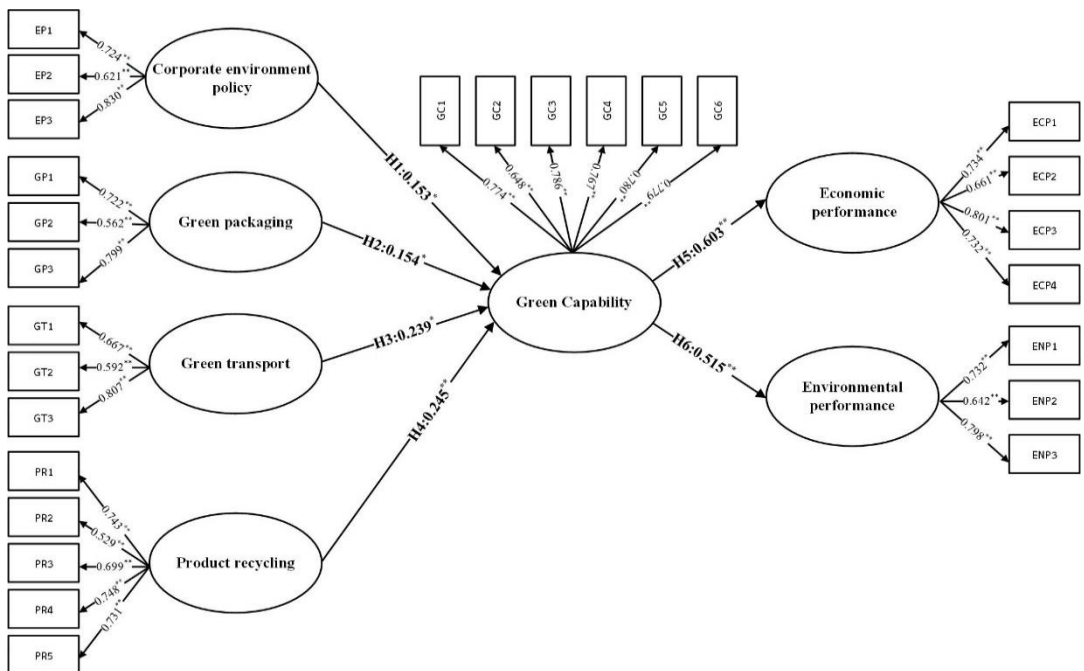 EP1
EP2
EP3
0.724**
0.621**
0.830**
Corporate environment
policy
GP1
GP2
GP3
0.722**
0.562**
0.799**
Green packaging
GT1
GT2
GT3
0.667**
0.592**
0.807**
Green transport
PR1
PR2
PR3
PR4
PR5
0.743**
0.529**
0.699**
0.748**
0.731**
Product recycling
H1:0.153*
H2:0.154*
H3:0.239*
H4:0.245**
GC1
GC2
GC3
GC4
GC5
GC6
0.774**
0.648**
0.786**
0.767**
0.780**
0.779**
Green Capability
H5:0.603**
H6:0.515**
Economic
performance
0.734**
0.661**
0.801**
0.732**
ECP1
ECP2
ECP3
ECP4
Environmental
performance
0.732**
0.642**
0.798**
ENP1
ENP2
ENP3